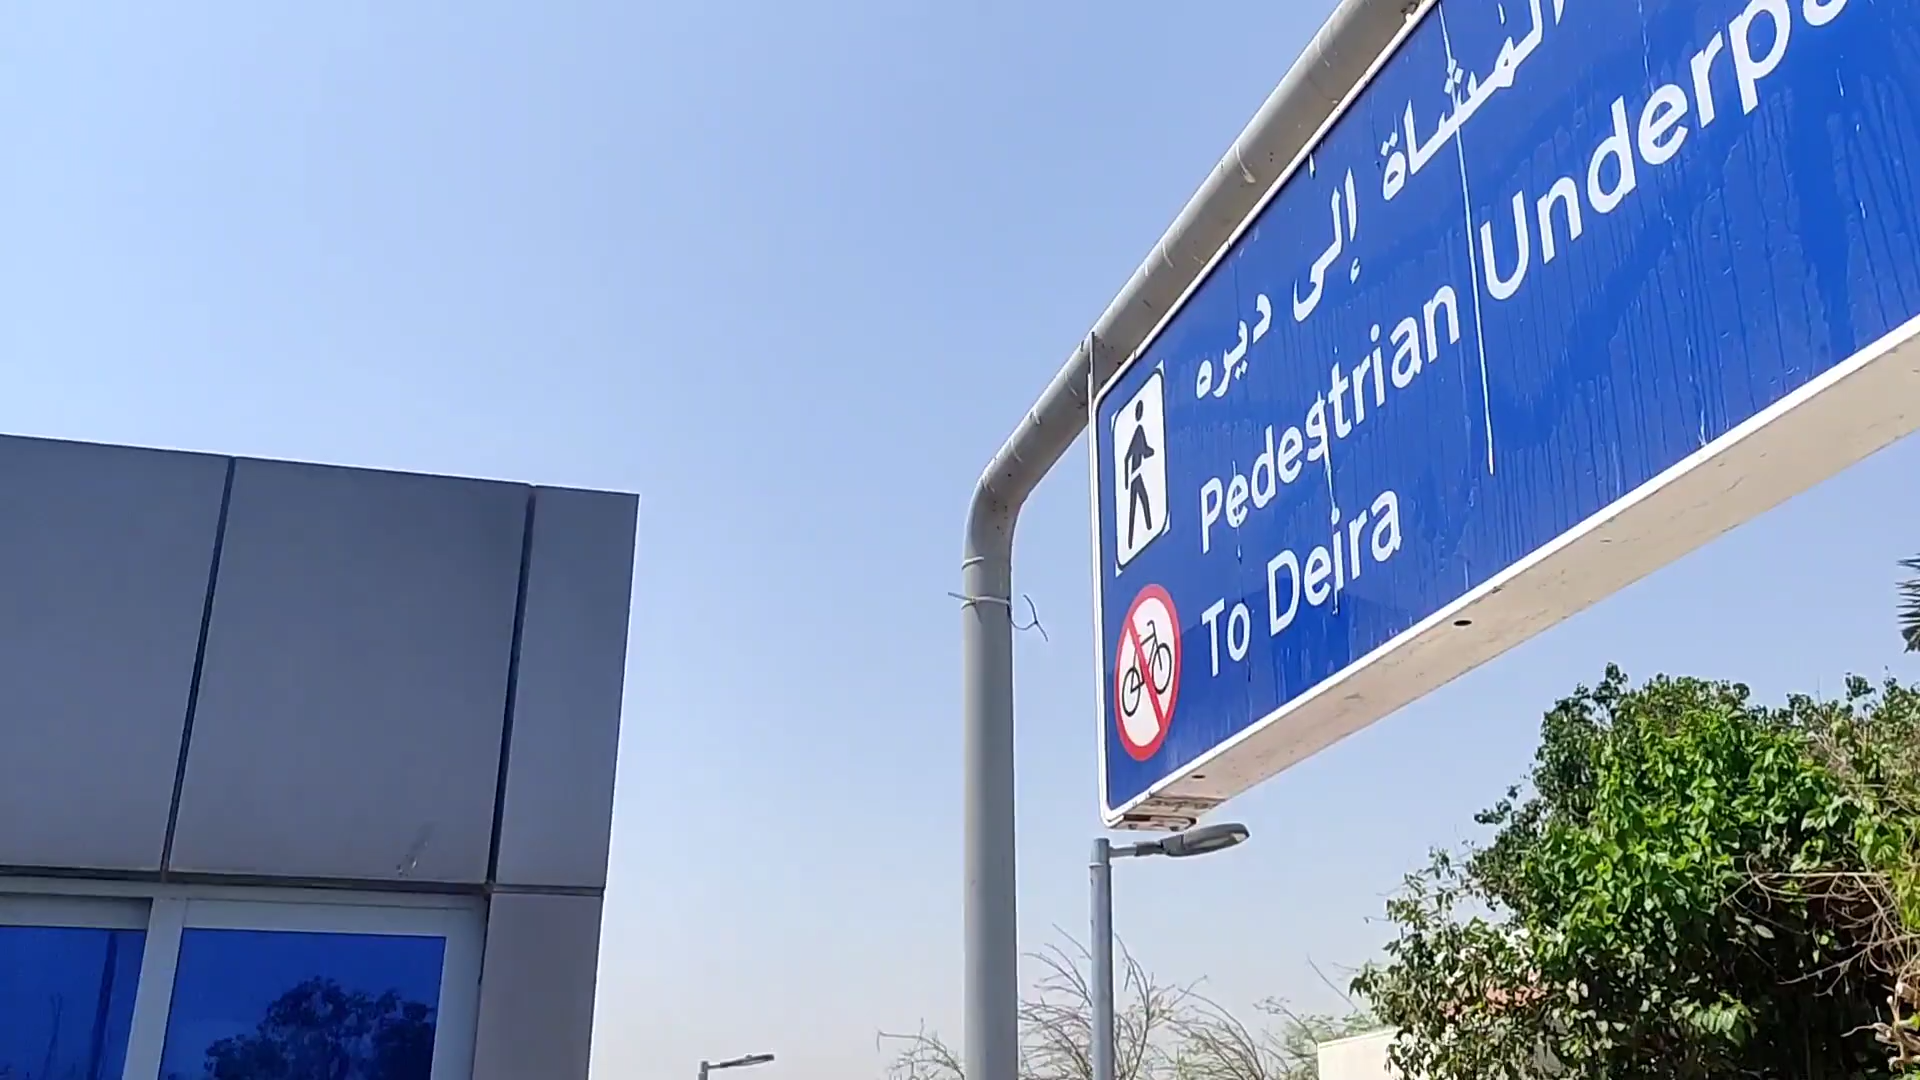 المشاة إلى ديره
Pedestrian Underpa
To Deira